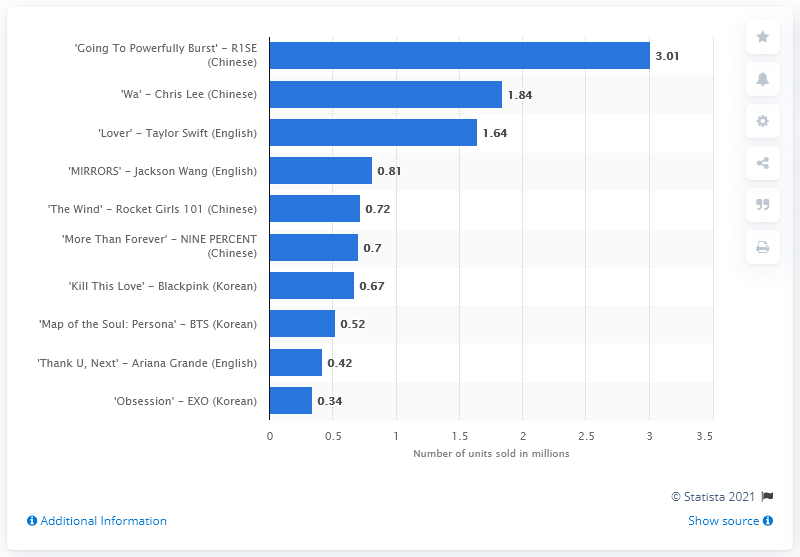 'Going To Powerfully Burst' – R1SE
(Chinese)
3.01
'Wa' – Chris Lee (Chinese)
1.84
'Lover' – Taylor Swift (English)
1.64
'MIRRORS' – Jackson Wang (English)
0.81
'The Wind' – Rocket Girls 101 (Chinese)
0.72
'More Than Forever' – NINE PERCENT
(Chinese)
0.7
'Kill This Love' – Blackpink (Korean)
0.67
'Map of the Soul: Persona' – BTS (Korean)
0.52
'Thank U, Next' – Ariana Grande (English)
0.42
'Obsession' – EXO (Korean)
0.34
0 0.5 1 1.5 2 2.5 3 3.5
Number of units sold in millions
© Statista 2021
Additional Information
Show source